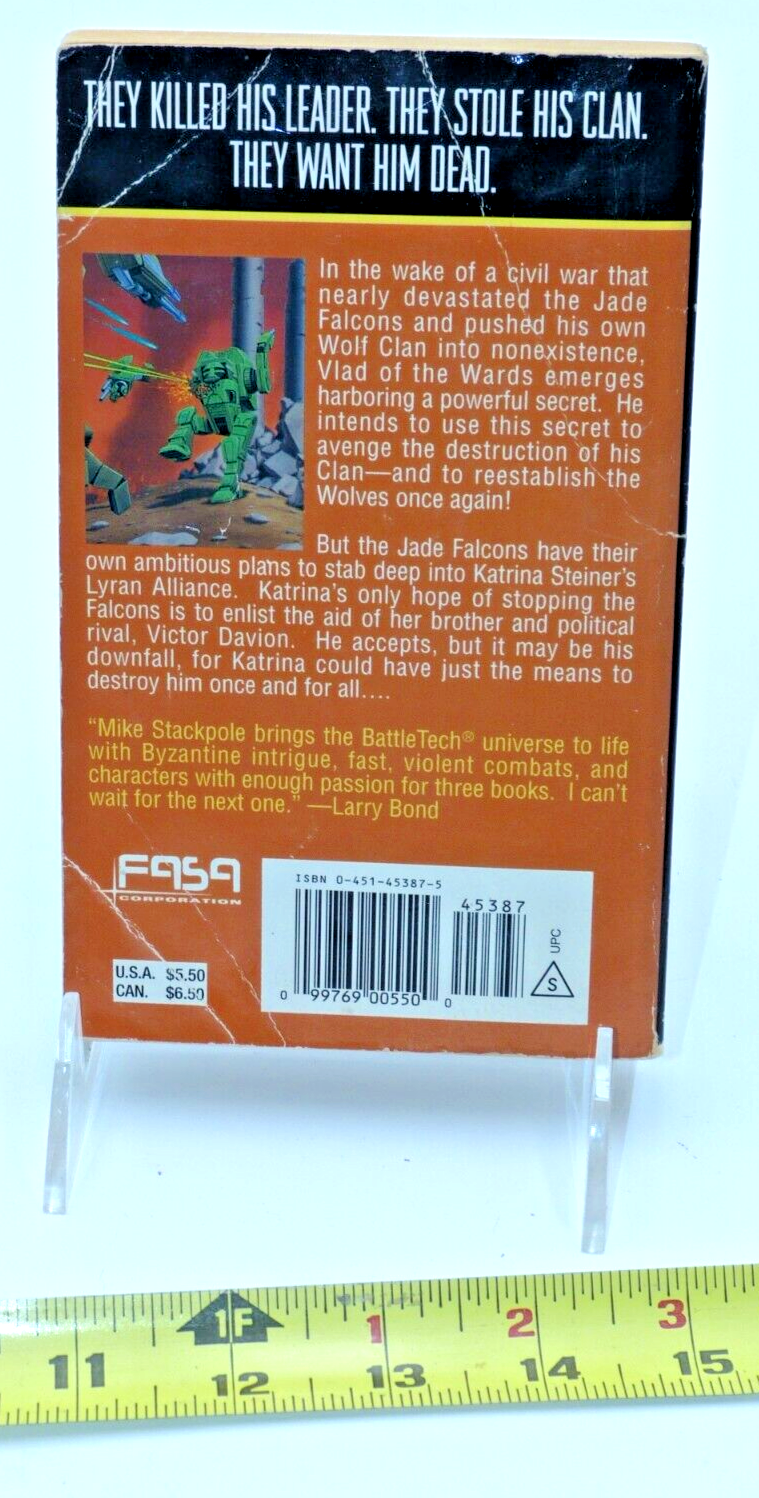 THEY KILLED HIS LEADER. THEY STOLE HIS CLAN.
THEY WANT HIM DEAD.
In the wake of a civil war that
nearly devastated the Jade
Falcons and pushed his own
Wolf Clan into nonexistence,
Vlad of the Wards emerges
harboring a powerful secret. He
intends to use this secret to
avenge the destruction of his
Clan—and to reestablish the
Wolves once again!
But the Jade Falcons have their
own ambitious plans to stab deep into Katrina Steiner's
Lyran Alliance. Katrina's only hope of stopping the
Falcons is to enlist the aid of her brother and political
rival, Victor Davion. He accepts, but it may be his
downfall, for Katrina could have just the means to
destroy him once and for all....
“Mike Stackpole brings the BattleTech® universe to life
with Byzantine intrigue, fast, violent combats, and
characters with enough passion for three books. I can't
wait for the next one.” —Larry Bond
FASA
CORPORATION
U.S.A. $5.50
CAN. $6.50
ISBN 0-451-45387-5
45387
0 99769 00550 0
UPC
S
1F 1 2 3
11 12 13 14 15